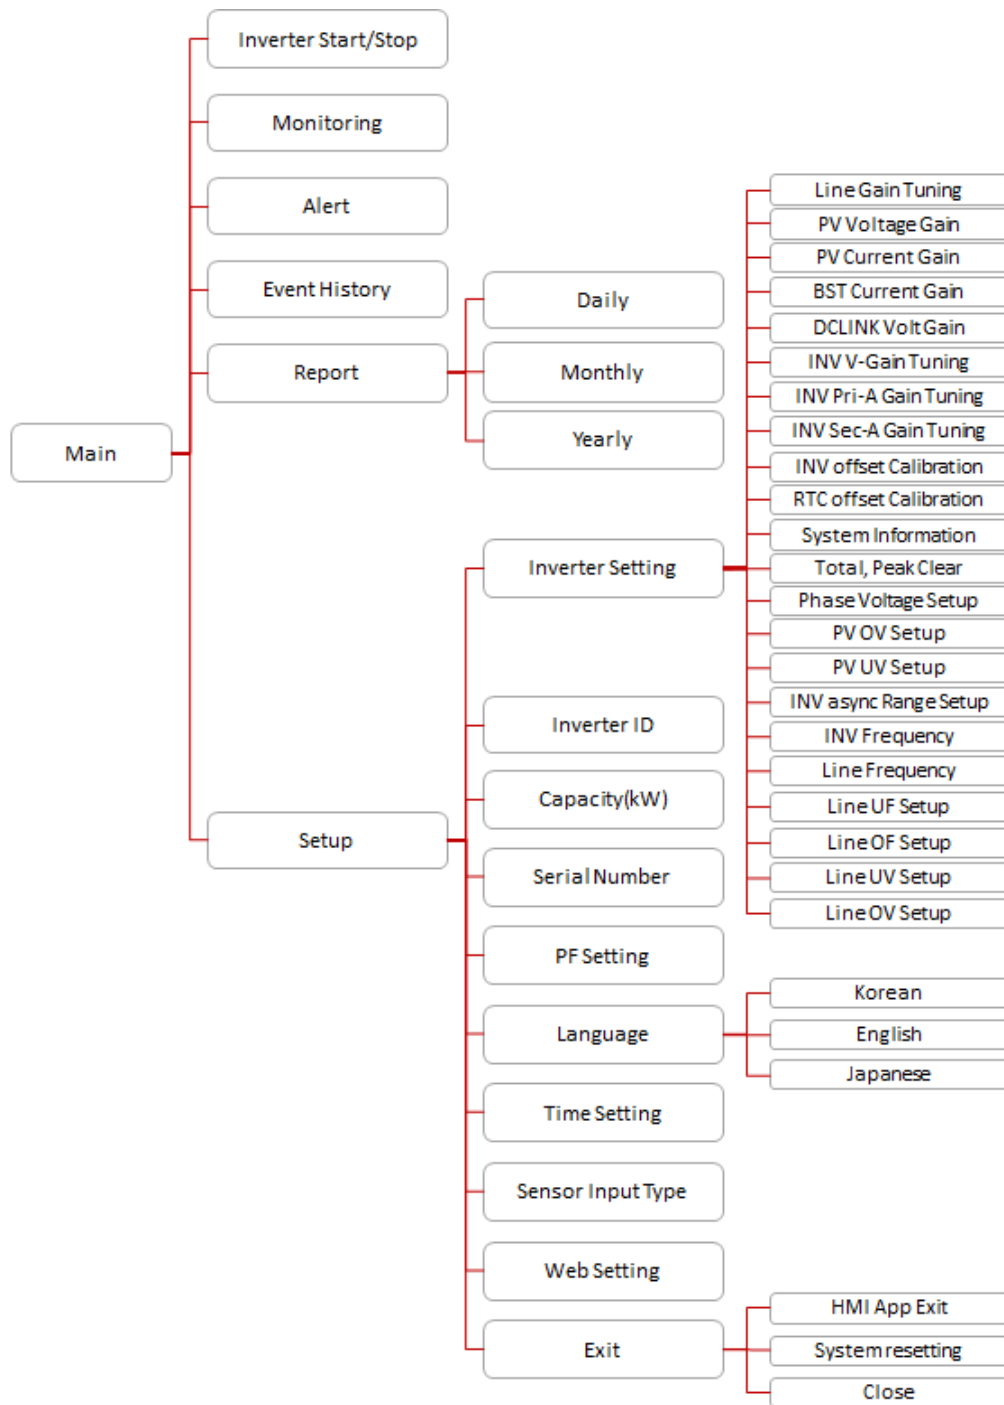 Main
Inverter Start/Stop
Monitoring
Alert
Event History
Report
Daily
Monthly
Yearly
Setup
Inverter Setting
Line Gain Tuning
PV Voltage Gain
PV Current Gain
BST Current Gain
DCLINK Volt Gain
INV V-Gain Tuning
INV Pri-A Gain Tuning
INV Sec-A Gain Tuning
INV offset Calibration
RTC offset Calibration
System Information
Total, Peak Clear
Phase Voltage Setup
PV OV Setup
PV UV Setup
INV async Range Setup
INV Frequency
Line Frequency
Line UF Setup
Line OF Setup
Line UV Setup
Line OV Setup
Inverter ID
Capacity(kW)
Serial Number
PF Setting
Language
Korean
English
Japanese
Time Setting
Sensor Input Type
Web Setting
Exit
HMI App Exit
System resetting
Close